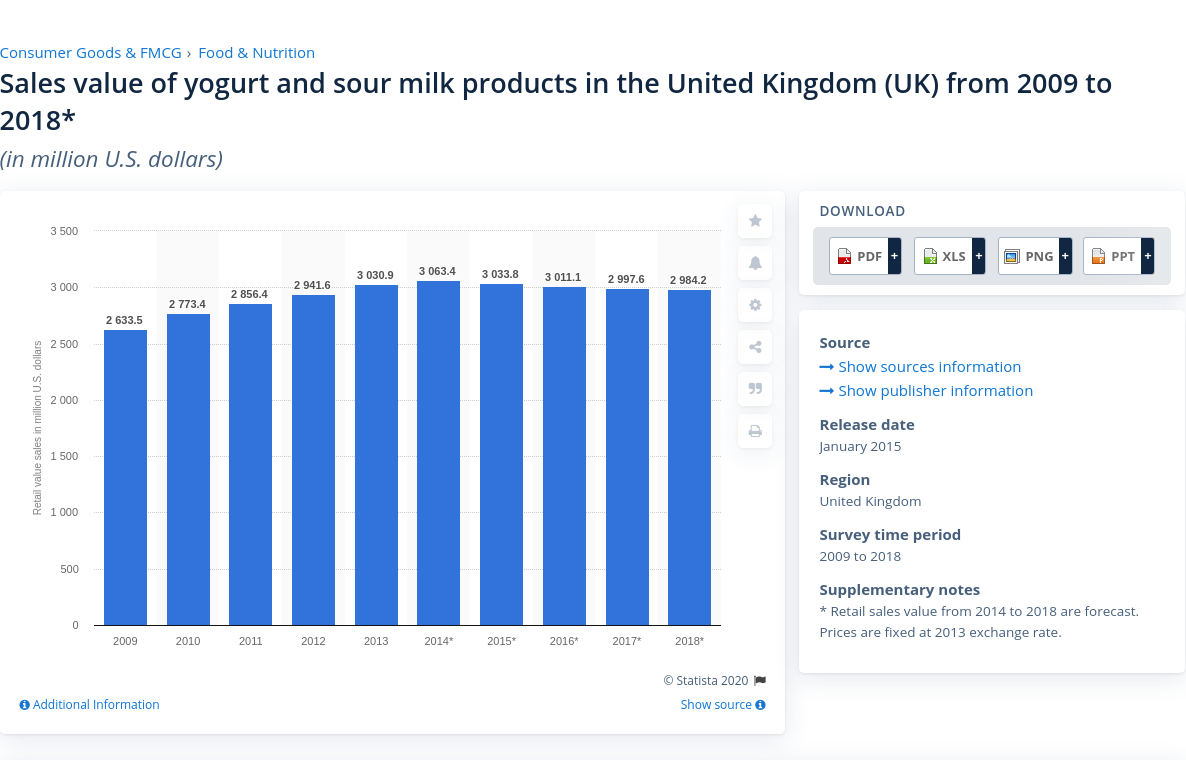 Consumer Goods & FMCG › Food & Nutrition
Sales value of yogurt and sour milk products in the United Kingdom (UK) from 2009 to
2018*
(in million U.S. dollars)
3 500
3 000
2 500
2 000
1 500
1 000
500
0
Retail value sales in million U.S. dollars
2 633.5
2 773.4
2 856.4
2 941.6
3 030.9
3 063.4
3 033.8
3 011.1
2 997.6
2 984.2
2009 2010 2011 2012 2013 2014* 2015* 2016* 2017* 2018*
© Statista 2020
Additional Information
Show source
DOWNLOAD
PDF + XLS + PNG + PPT +
Source
Show sources information
Show publisher information
Release date
January 2015
Region
United Kingdom
Survey time period
2009 to 2018
Supplementary notes
* Retail sales value from 2014 to 2018 are forecast.
Prices are fixed at 2013 exchange rate.